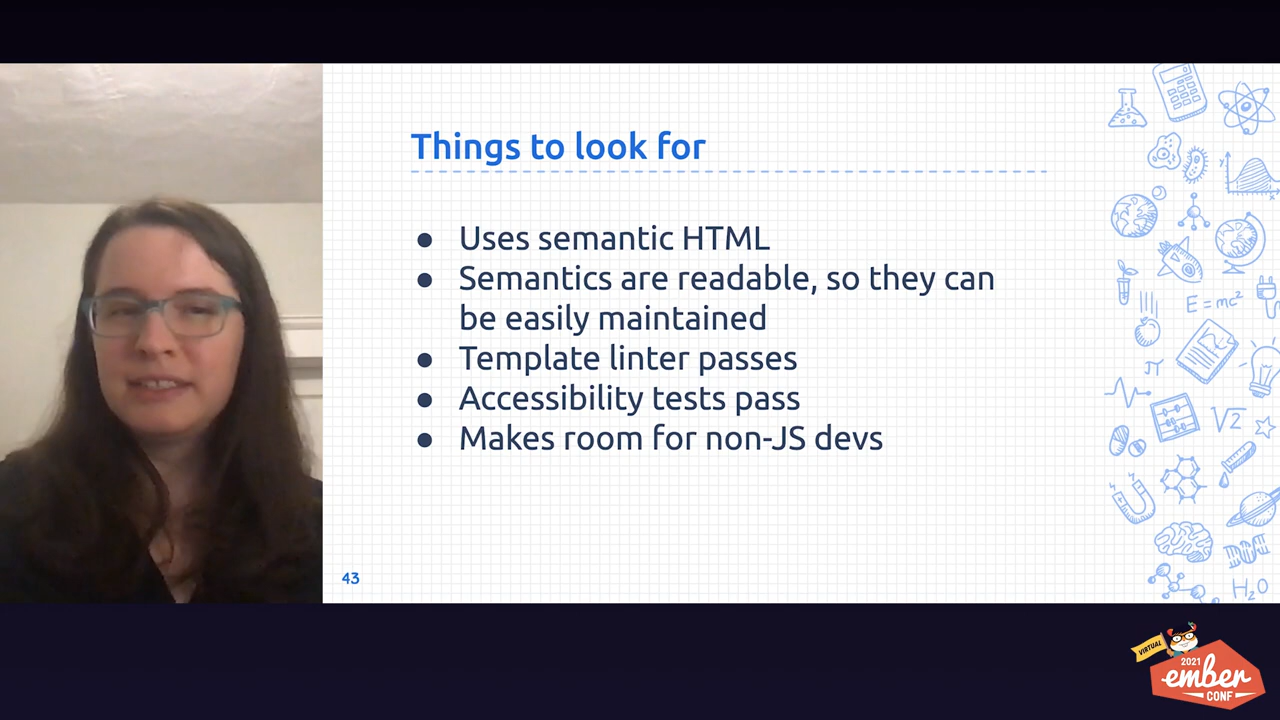 Things to look for
● Uses semantic HTML
● Semantics are readable, so they can
be easily maintained
● Template linter passes
● Accessibility tests pass
● Makes room for non-JS devs
43
y
x
E=mc²
π
√2
H₂O
VIRTUAL
2021
ember
CONF